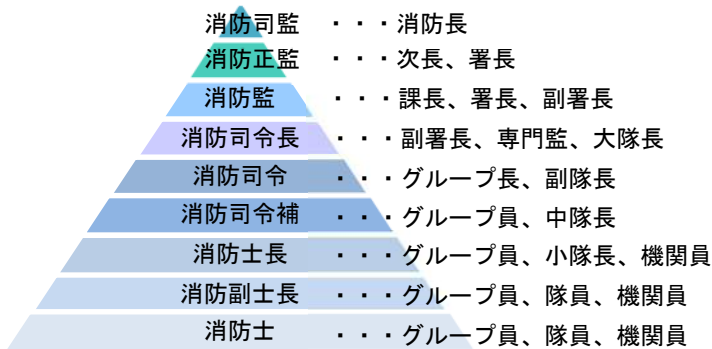 消防司監 ・・・消防長
消防正監 ・・・次長、署長
消防監 ・・・課長、署長、副署長
消防司令長 ・・・副署長、専門監、大隊長
消防司令 ・・・グループ長、副隊長
消防司令補 ・・・グループ員、中隊長
消防士長 ・・・グループ員、小隊長、機関員
消防副士長 ・・・グループ員、隊員、機関員
消防士 ・・・グループ員、隊員、機関員